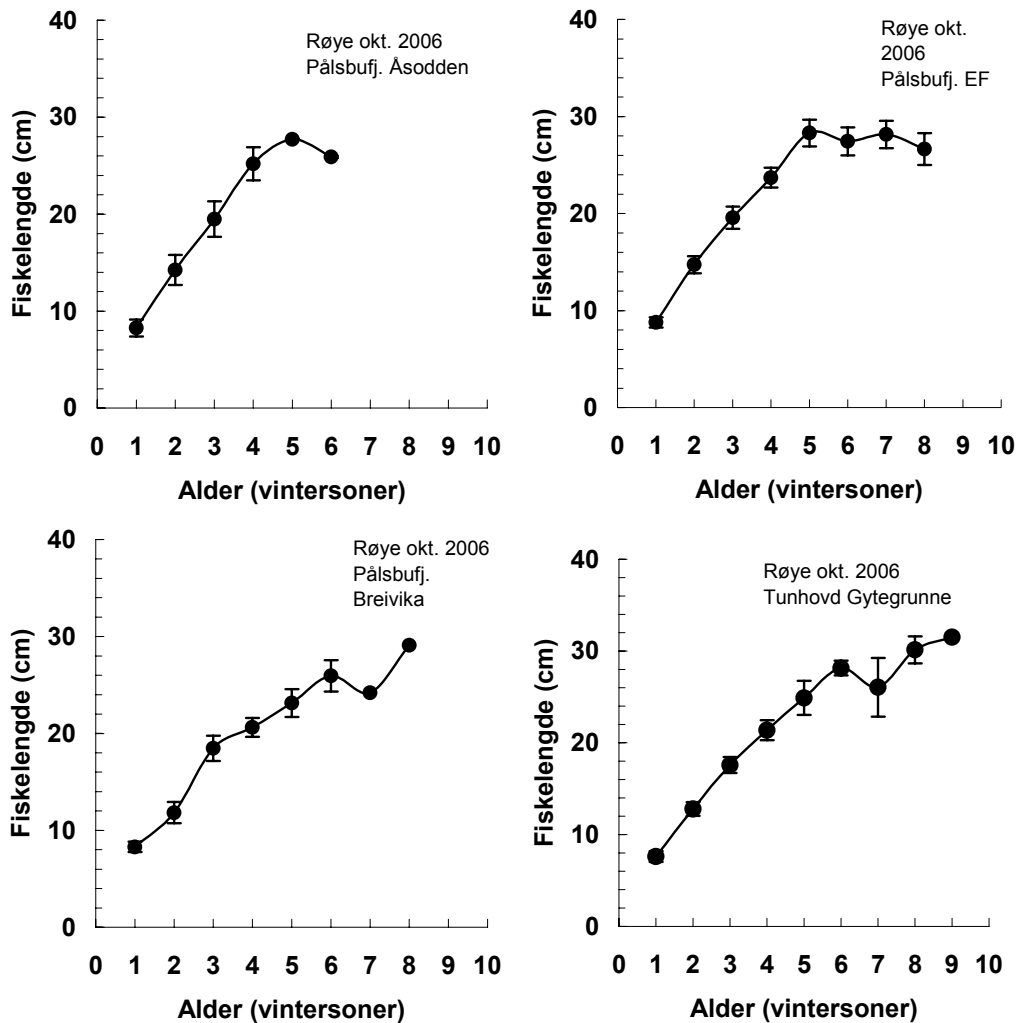 40
30
20
10
0
Fiskelengde (cm)
Røye okt. 2006
Pålsbufj. Åsodden
0 1 2 3 4 5 6 7 8 9 10
Alder (vintersoner)
40
30
20
10
0
Fiskelengde (cm)
Røye okt.
2006
Pålsbufj. EF
0 1 2 3 4 5 6 7 8 9 10
Alder (vintersoner)
40
30
20
10
0
Fiskelengde (cm)
Røye okt. 2006
Pålsbufj.
Breivika
0 1 2 3 4 5 6 7 8 9 10
Alder (vintersoner)
40
30
20
10
0
Fiskelengde (cm)
Røye okt. 2006
Tunhovd Gytegrunne
0 1 2 3 4 5 6 7 8 9 10
Alder (vintersoner)